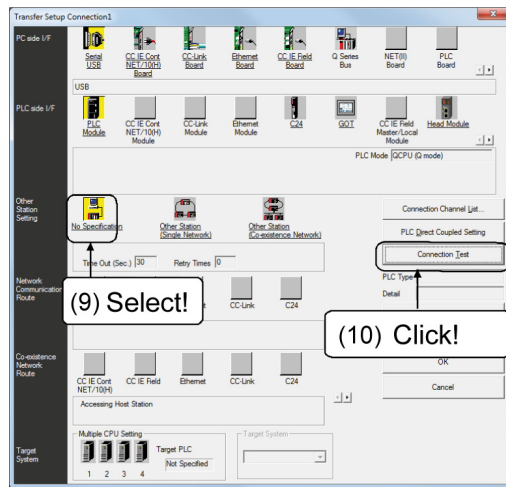 Transfer Setup Connection1
PC side I/F
Serial USB
CC IE Cont NET/10(H) Board
CC-Link Board
Ethernet Board
CC IE Field Board
Q Series Bus
NET(II) Board
PLC Board
USB
PLC side I/F
PLC Module
CC IE Cont NET/10(H) Module
CC-Link Module
Ethernet Module
C24
GOT
CC IE Field Master/Local Module
Head Module
PLC Mode QCPU (Q mode)
Other Station Setting
No Specification
Other Station (Single Network)
Other Station (Co-existence Network)
Connection Channel List...
PLC Direct Coupled Setting
Connection Test
Time Out (Sec.) 30 Retry Times 0
PLC Type
Detail
(9) Select!
(10) Click!
Network Communication Route
CC-Link
C24
Co-existence Network Route
CC IE Cont NET/10(H)
CC IE Field
Ethernet
CC-Link
C24
OK
Cancel
Accessing Host Station
Target System
Multiple CPU Setting
1 2 3 4
Target PLC
Not Specified
Target System